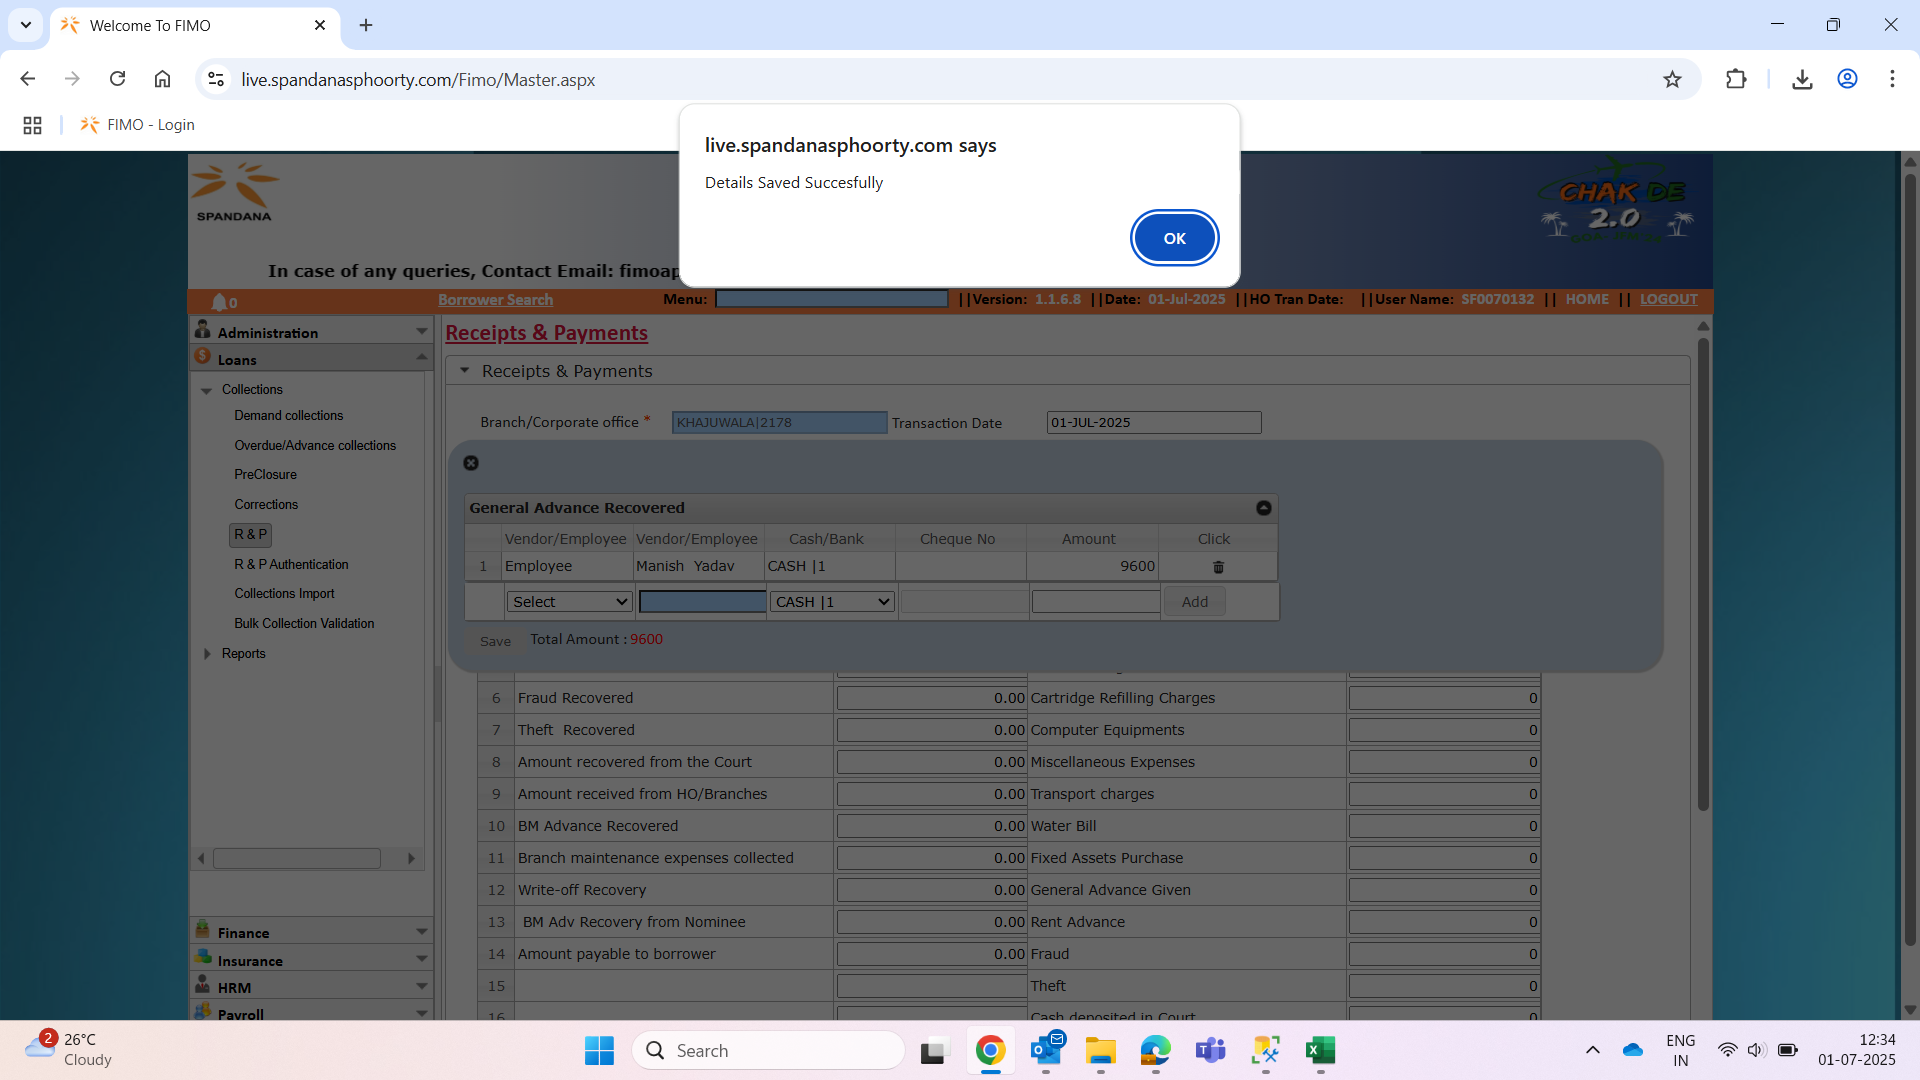 Welcome To FIMO
live.spandanasphoorty.com/Fimo/Master.aspx
FIMO - Login
live.spandanasphoorty.com says
Details Saved Succesfully
OK
SPANDANA
CHAK DE
2.0
In case of any queries, Contact Email: fimoap
0
Borrower Search
Menu:
||Version: 1.1.6.8 ||Date: 01-Jul-2025 ||HO Tran Date: ||User Name: SF0070132 || HOME || LOGOUT
Administration
Loans
Collections
Demand collections
Overdue/Advance collections
PreClosure
Corrections
R & P
R & P Authentication
Collections Import
Bulk Collection Validation
Reports
Finance
Insurance
HRM
Payroll
Receipts & Payments
Receipts & Payments
Branch/Corporate office * KHAJUWALA|2178 Transaction Date 01-JUL-2025
General Advance Recovered
Vendor/Employee Vendor/Employee Cash/Bank Cheque No Amount Click
1 Employee Manish Yadav CASH |1 9600
Select CASH |1 Add
Save Total Amount : 9600
6 Fraud Recovered 0.00 Cartridge Refilling Charges 0
7 Theft Recovered 0.00 Computer Equipments 0
8 Amount recovered from the Court 0.00 Miscellaneous Expenses 0
9 Amount received from HO/Branches 0.00 Transport charges 0
10 BM Advance Recovered 0.00 Water Bill 0
11 Branch maintenance expenses collected 0.00 Fixed Assets Purchase 0
12 Write-off Recovery 0.00 General Advance Given 0
13 BM Adv Recovery from Nominee 0.00 Rent Advance 0
14 Amount payable to borrower 0.00 Fraud 0
15 Theft 0
16 Cash deposited in Court 0
2
26°C
Cloudy
Search
ENG
IN
12:34
01-07-2025